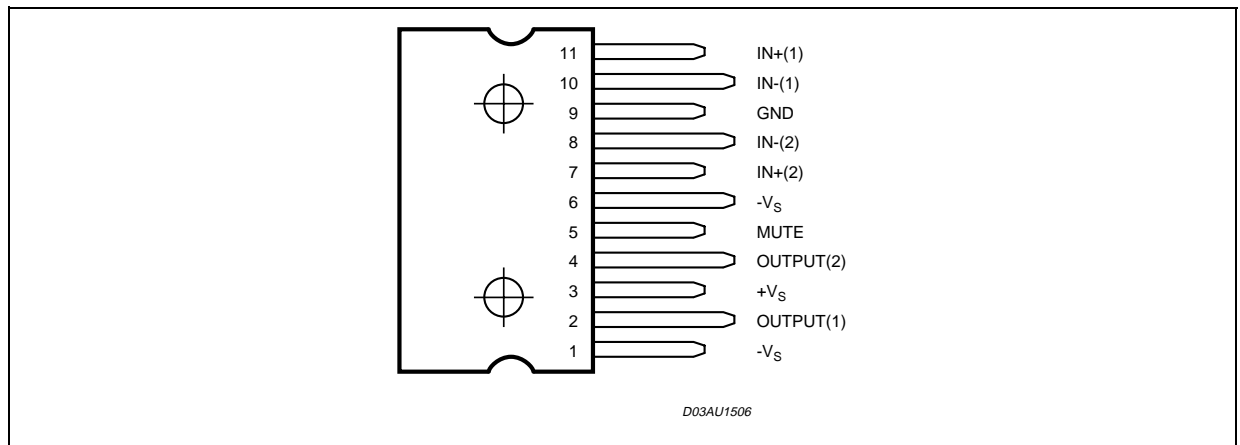 11 IN+(1)
10 IN-(1)
9 GND
8 IN-(2)
7 IN+(2)
6 -VS
5 MUTE
4 OUTPUT(2)
3 +VS
2 OUTPUT(1)
1 -VS
D03AU1506